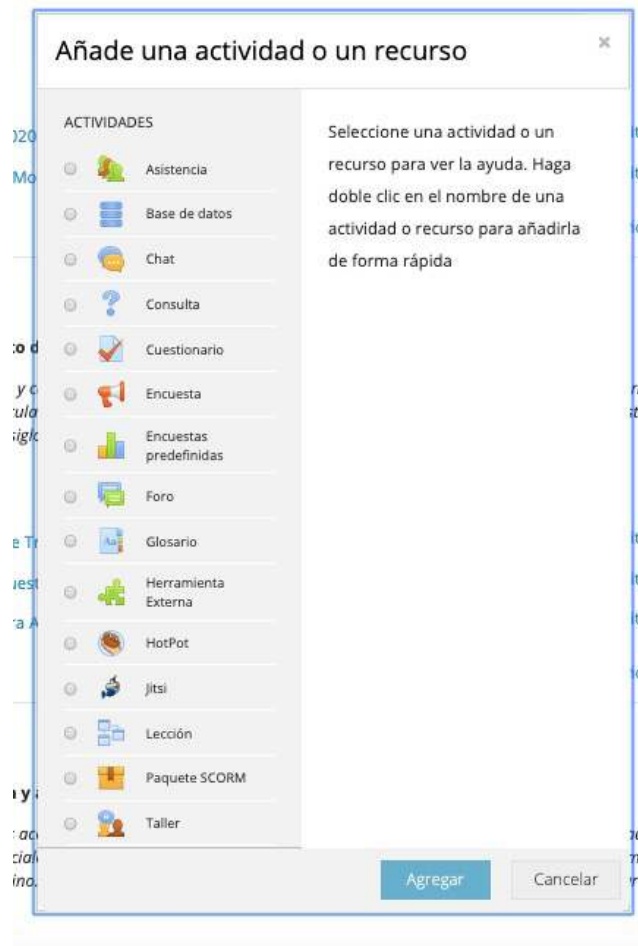 Añade una actividad o un recurso
×
ACTIVIDADES
Asistencia
Base de datos
Chat
Consulta
Cuestionario
Encuesta
Encuestas
predefinidas
Foro
Glosario
Herramienta
Externa
HotPot
Jitsi
Lección
Paquete SCORM
Taller
Seleccione una actividad o un
recurso para ver la ayuda. Haga
doble clic en el nombre de una
actividad o recurso para añadirla
de forma rápida
Agregar
Cancelar